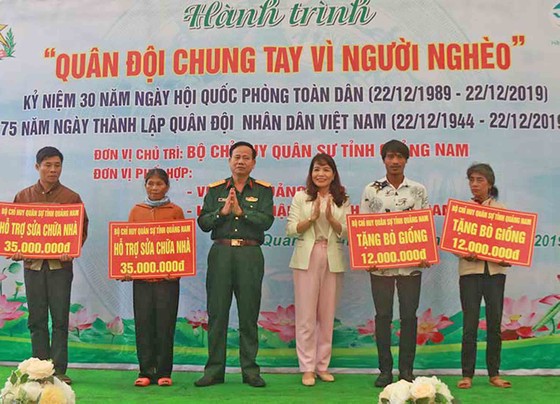 Hành trình
"QUÂN ĐỘI CHUNG TAY VÌ NGƯỜI NGHÈO"
KỶ NIỆM 30 NĂM NGÀY HỘI QUỐC PHÒNG TOÀN DÂN (22/12/1989 - 22/12/2019)
75 NĂM NGÀY THÀNH LẬP QUÂN ĐỘI NHÂN DÂN VIỆT NAM (22/12/1944 - 22/12/2019
ĐƠN VỊ CHỦ TRÌ: BỘ CHỈ HUY QUÂN SỰ TỈNH QUẢNG NAM
ĐƠN VỊ PHỐI HỢP:
BỘ CHỈ HUY QUÂN SỰ TỈNH QUẢNG NAM
HỖ TRỢ SỬA CHỮA NHÀ
35.000.000đ
BỘ CHỈ HUY QUÂN SỰ TỈNH QUẢNG NAM
HỖ TRỢ SỬA CHỮA NHÀ
35.000.000đ
BỘ CHỈ HUY QUÂN SỰ TỈNH QUẢNG NAM
TẶNG BÒ GIỐNG
12.000.000đ
BỘ CHỈ HUY QUÂN SỰ TỈNH QUẢNG NAM
TẶNG BÒ GIỐNG
12.000.000đ